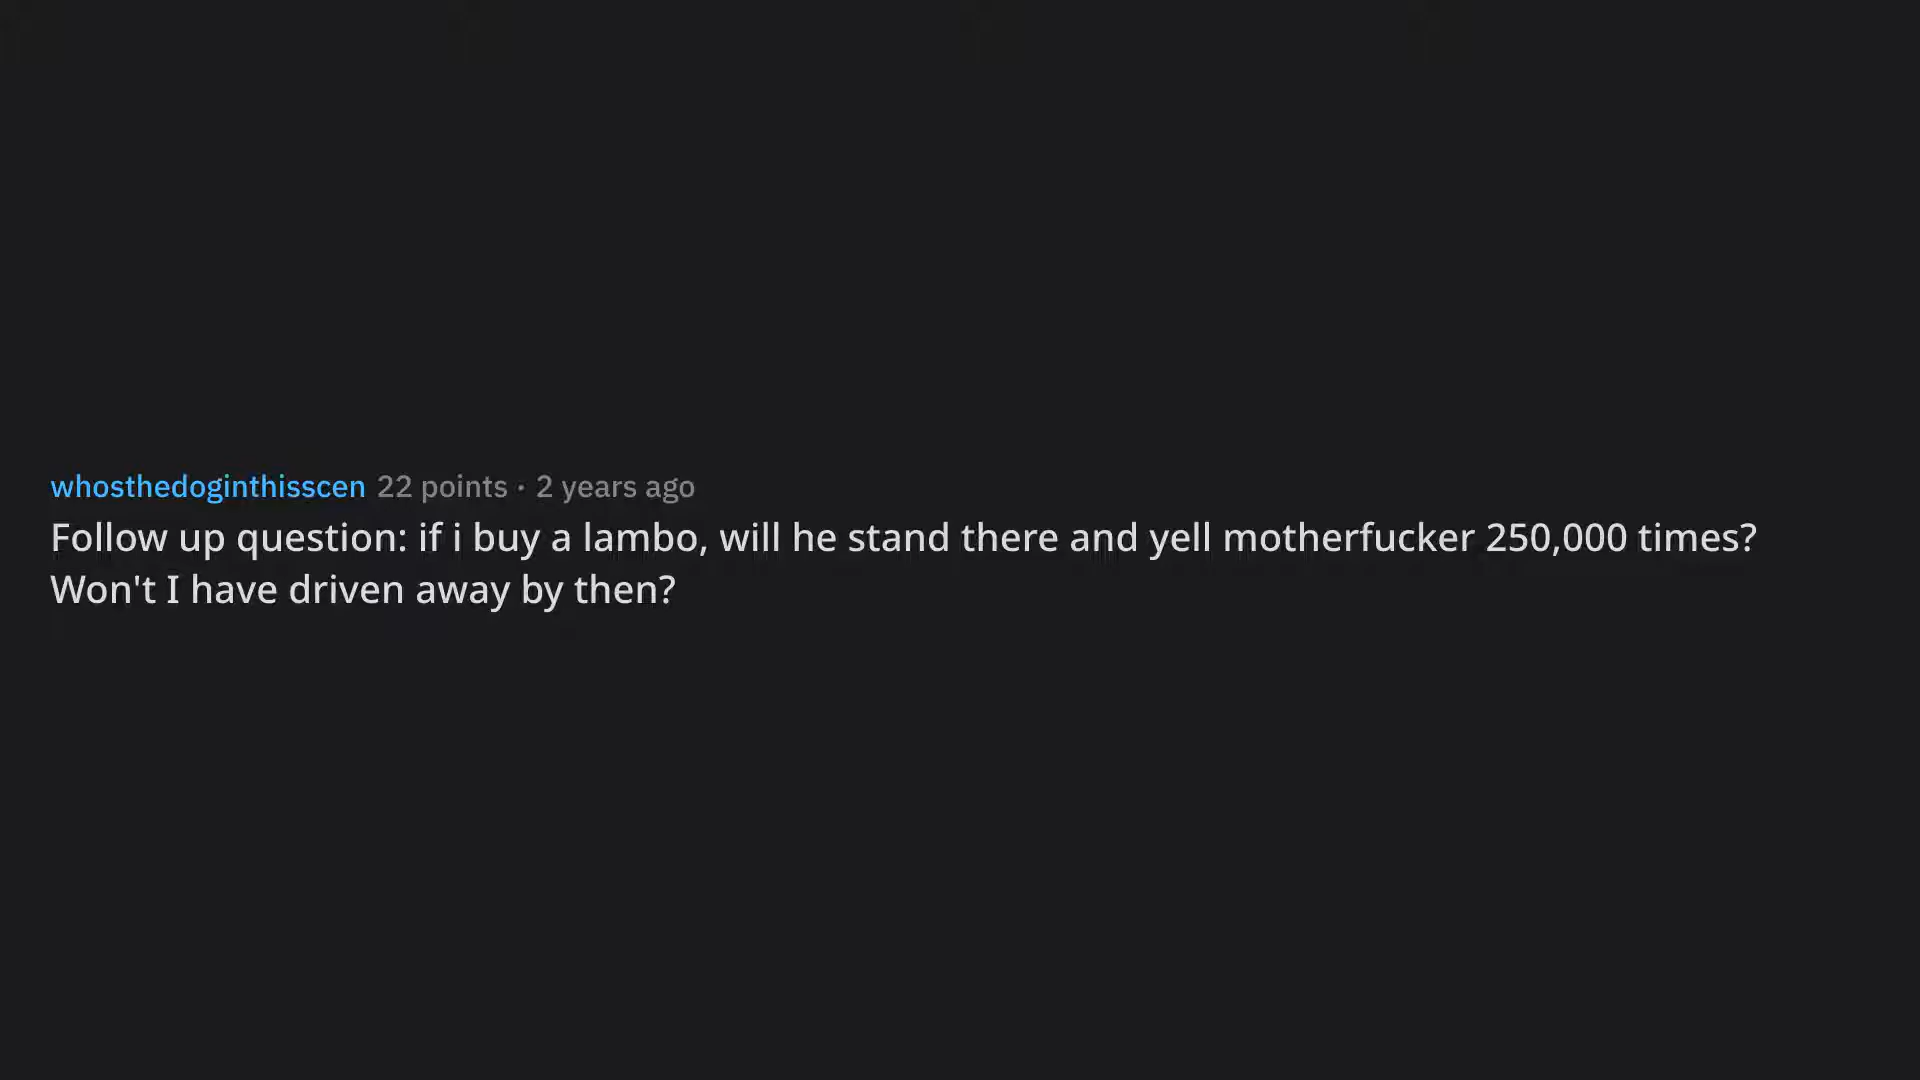 whosthedoginthisscen 22 points · 2 years ago
Follow up question: if i buy a lambo, will he stand there and yell motherfucker 250,000 times?
Won't I have driven away by then?